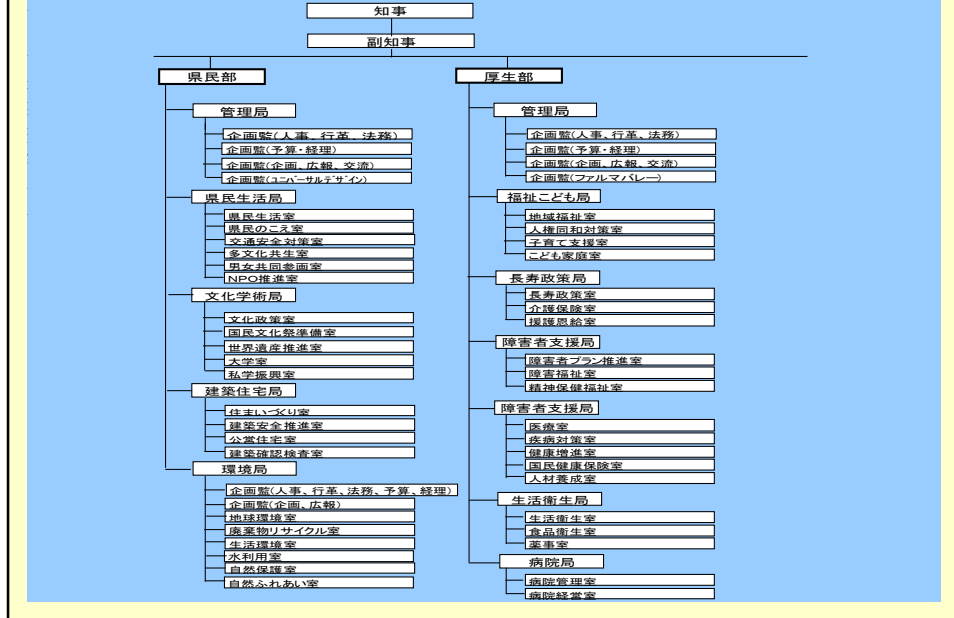 知事
副知事
県民部
管理局
企画監(人事、行革、法務)
企画監(予算・経理)
企画監(企画、広報、交流)
企画監(ユニバーサルデザイン)
県民生活局
県民生活室
県民のこえ室
交通安全対策室
多文化共生室
男女共同参画室
NPO推進室
文化学術局
文化政策室
国民文化祭準備室
世界遺産推進室
大学室
私学振興室
建築住宅局
住まいづくり室
建築安全推進室
公営住宅室
建築確認検査室
環境局
企画監(人事、行革、法務、予算、経理)
企画監(企画、広報)
地球環境室
廃棄物リサイクル室
生活環境室
水利用室
自然保護室
自然ふれあい室
厚生部
管理局
企画監(人事、行革、法務)
企画監(予算・経理)
企画監(企画、広報、交流)
企画監(ファルマバレー)
福祉こども局
地域福祉室
人権同和対策室
子育て支援室
こども家庭室
長寿政策局
長寿政策室
介護保険室
援護恩給室
障害者支援局
障害者プラン推進室
障害福祉室
精神保健福祉室
障害者支援局
医療室
疾病対策室
健康増進室
国民健康保険室
人材養成室
生活衛生局
生活衛生室
食品衛生室
薬事室
病院局
病院管理室
病院経営室